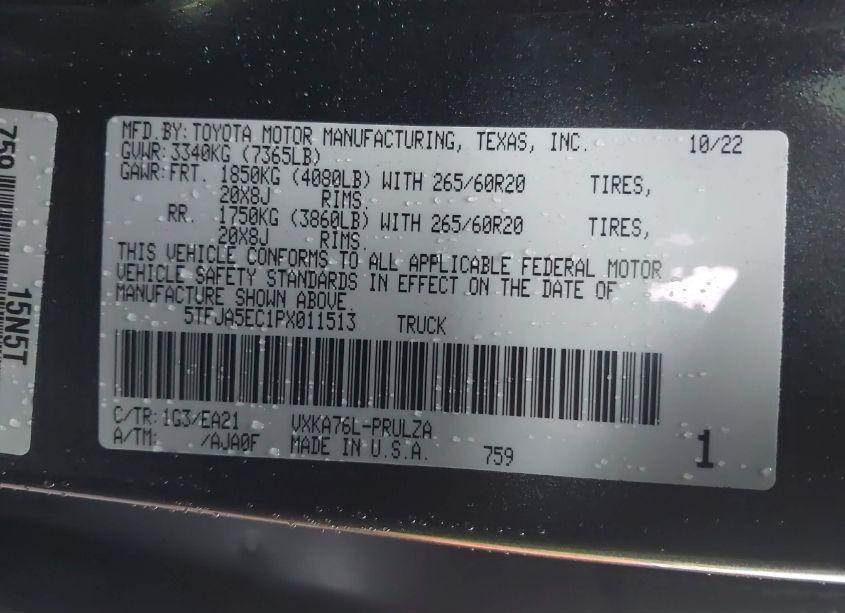 MFD.BY: TOYOTA MOTOR MANUFACTURING, TEXAS, INC. 10/22
GVWR: 3340KG (7365LB)
GAWR: FRT. 1850KG (4080LB) WITH 265/60R20 TIRES,
20X8J RIMS.
RR. 1750KG (3860LB) WITH 265/60R20 TIRES,
20X8J RIMS.
THIS VEHICLE CONFORMS TO ALL APPLICABLE FEDERAL MOTOR
VEHICLE SAFETY STANDARDS IN EFFECT ON THE DATE OF
MANUFACTURE SHOWN ABOVE.
5TFJA5EC1PX011513 TRUCK
C/TR: 1G3/EA21 VXKA76L-PRULZA
A/TM: /AJA0F MADE IN U.S.A. 759 1
759
15N5T